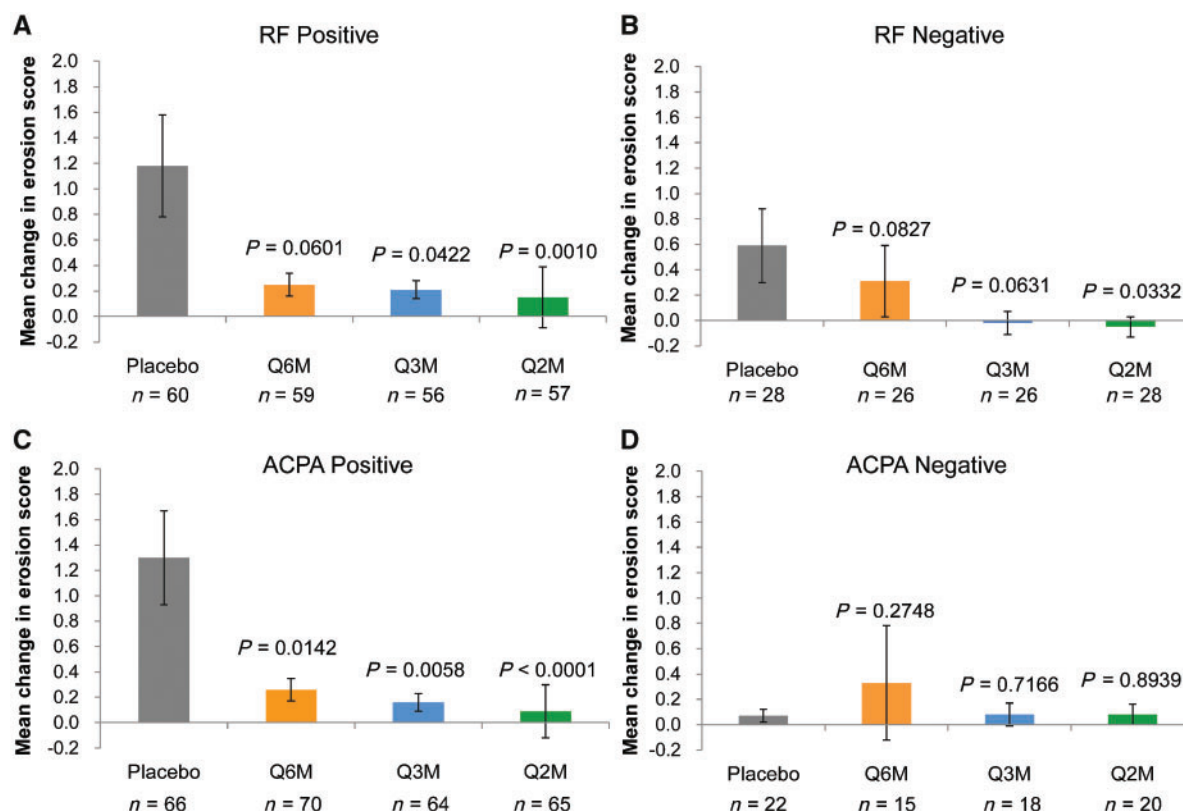 A
RF Positive
Mean change in erosion score
2.0
1.8
1.6
1.4
1.2
1.0
0.8
0.6
0.4
0.2
0.0
-0.2
P = 0.0601
P = 0.0422
P = 0.0010
Placebo Q6M Q3M Q2M
n = 60 n = 59 n = 56 n = 57
B
RF Negative
Mean change in erosion score
2.0
1.8
1.6
1.4
1.2
1.0
0.8
0.6
0.4
0.2
0.0
-0.2
P = 0.0827
P = 0.0631
P = 0.0332
Placebo Q6M Q3M Q2M
n = 28 n = 26 n = 26 n = 28
C
ACPA Positive
Mean change in erosion score
2.0
1.8
1.6
1.4
1.2
1.0
0.8
0.6
0.4
0.2
0.0
-0.2
P = 0.0142
P = 0.0058
P < 0.0001
Placebo Q6M Q3M Q2M
n = 66 n = 70 n = 64 n = 65
D
ACPA Negative
Mean change in erosion score
2.0
1.8
1.6
1.4
1.2
1.0
0.8
0.6
0.4
0.2
0.0
-0.2
P = 0.2748
P = 0.7166
P = 0.8939
Placebo Q6M Q3M Q2M
n = 22 n = 15 n = 18 n = 20